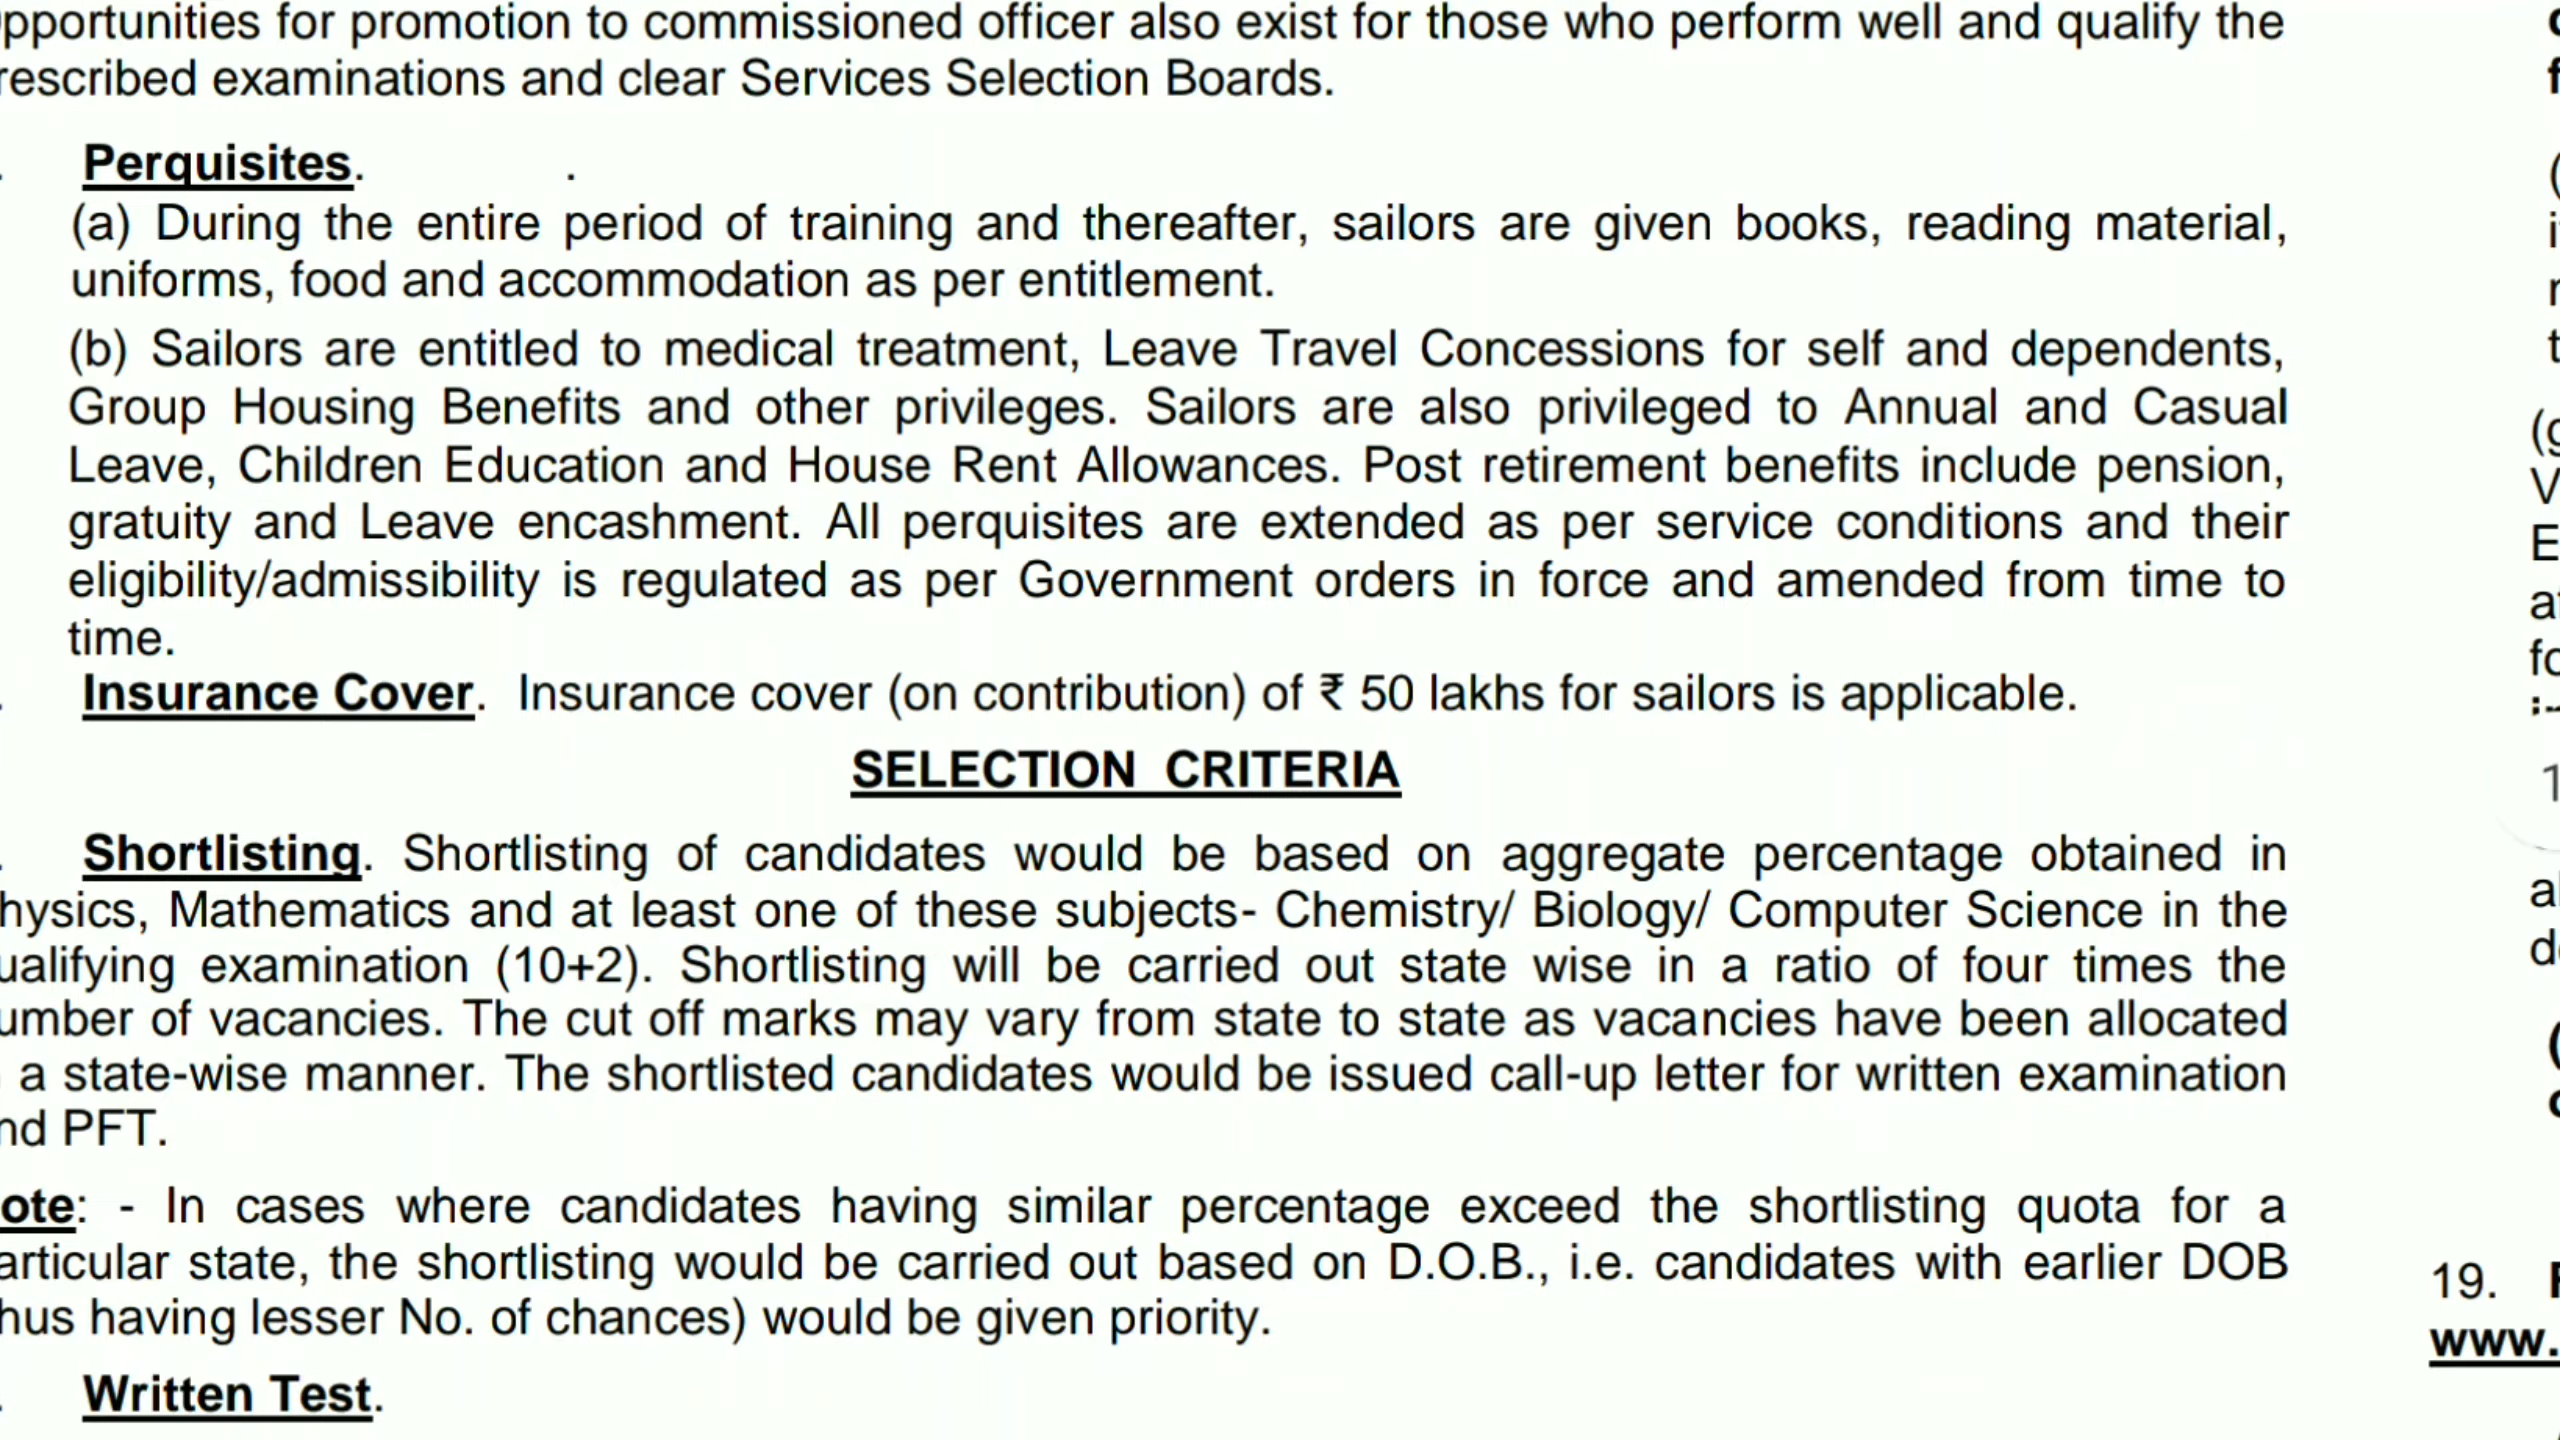 pportunities for promotion to commissioned officer also exist for those who perform well and qualify the
rescribed examinations and clear Services Selection Boards.
Perquisites. .
(a) During the entire period of training and thereafter, sailors are given books, reading material,
uniforms, food and accommodation as per entitlement.
(b) Sailors are entitled to medical treatment, Leave Travel Concessions for self and dependents,
Group Housing Benefits and other privileges. Sailors are also privileged to Annual and Casual
Leave, Children Education and House Rent Allowances. Post retirement benefits include pension,
gratuity and Leave encashment. All perquisites are extended as per service conditions and their
eligibility/admissibility is regulated as per Government orders in force and amended from time to
time.
Insurance Cover. Insurance cover (on contribution) of ₹ 50 lakhs for sailors is applicable.
SELECTION CRITERIA
Shortlisting. Shortlisting of candidates would be based on aggregate percentage obtained in
hysics, Mathematics and at least one of these subjects- Chemistry/ Biology/ Computer Science in the
ualifying examination (10+2). Shortlisting will be carried out state wise in a ratio of four times the
umber of vacancies. The cut off marks may vary from state to state as vacancies have been allocated
a state-wise manner. The shortlisted candidates would be issued call-up letter for written examination
nd PFT.
ote: - In cases where candidates having similar percentage exceed the shortlisting quota for a
articular state, the shortlisting would be carried out based on D.O.B., i.e. candidates with earlier DOB
hus having lesser No. of chances) would be given priority.
Written Test.
19.
www.